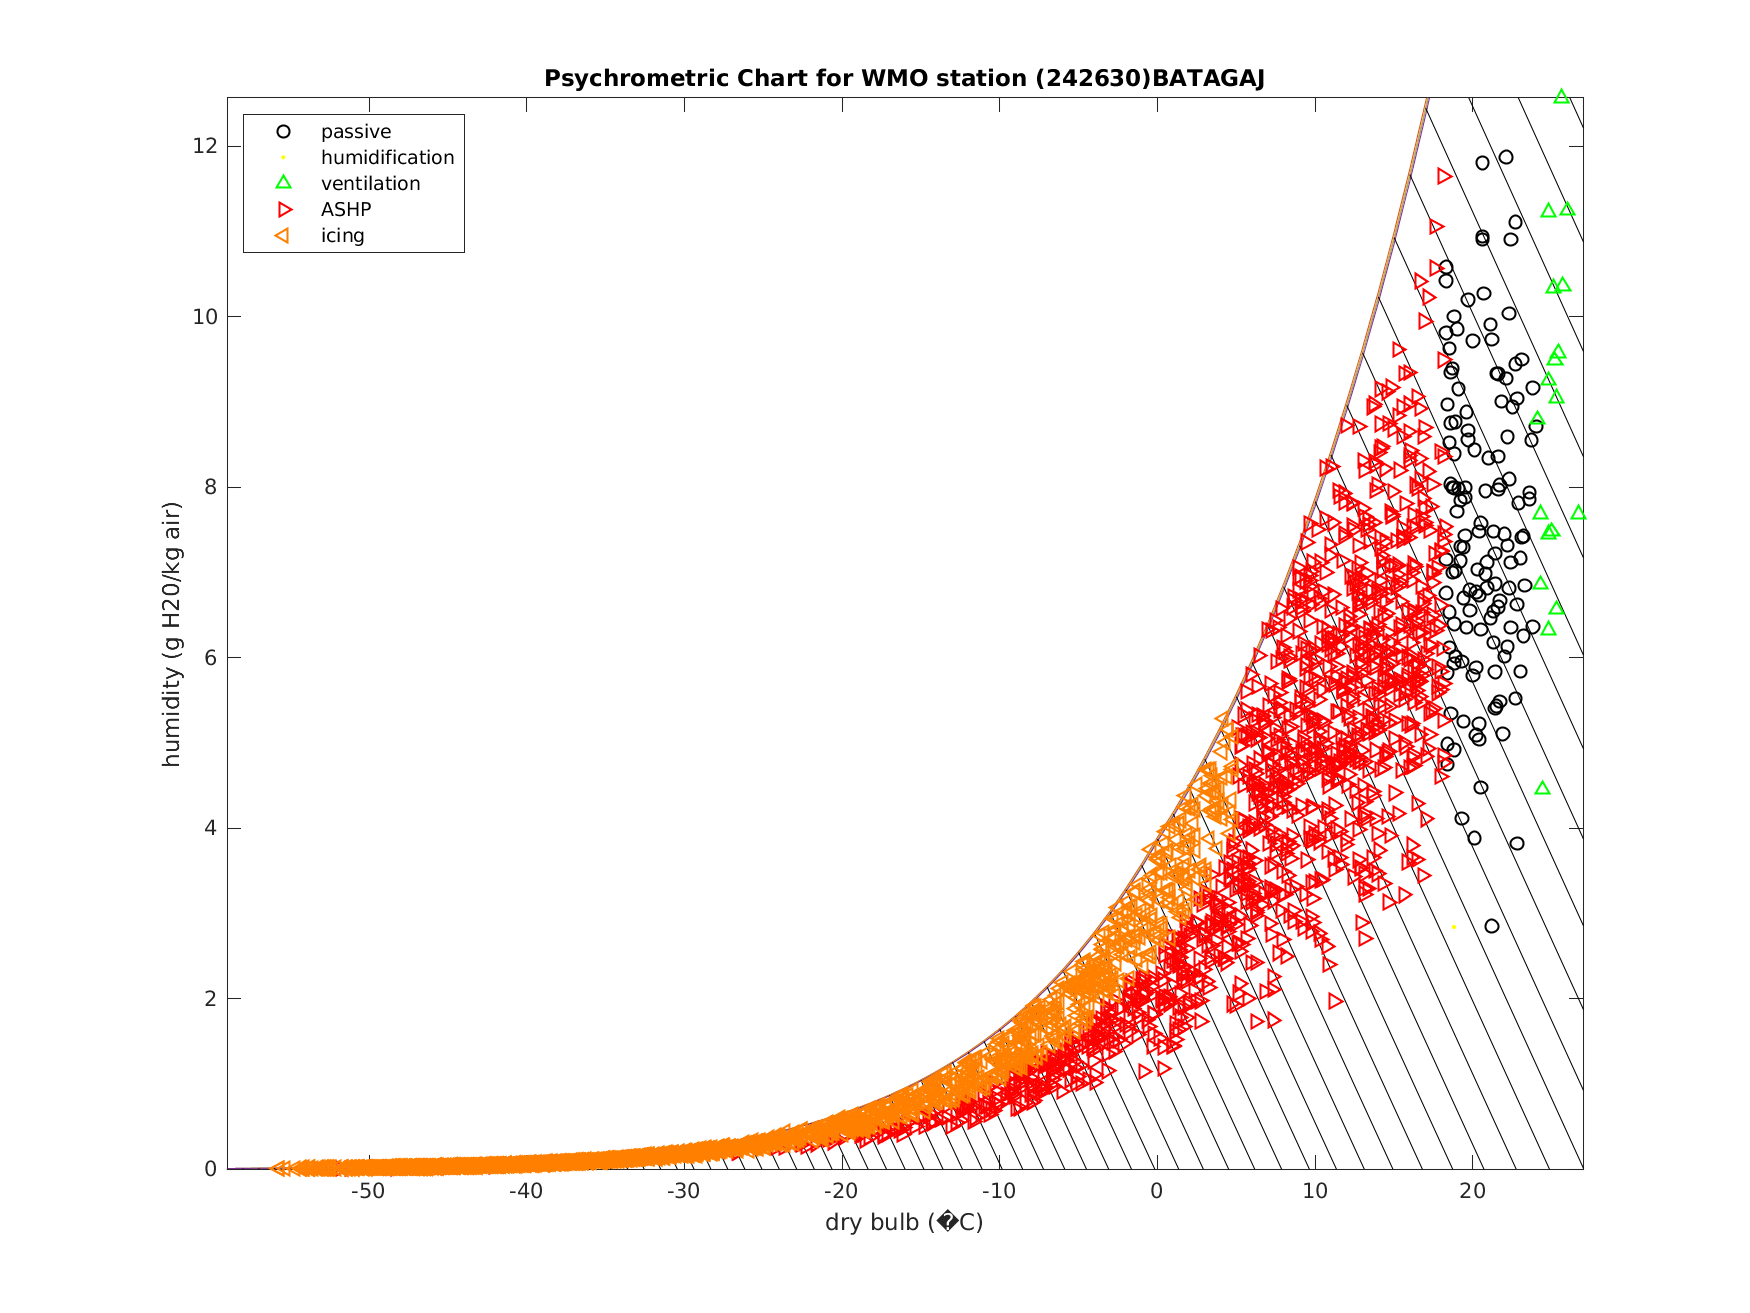 Psychrometric Chart for WMO station (242630)BATAGAJ
passive
humidification
ventilation
ASHP
icing
12
10
8
6
4
2
0
humidity (g H20/kg air)
-50 -40 -30 -20 -10 0 10 20
dry bulb (�C)